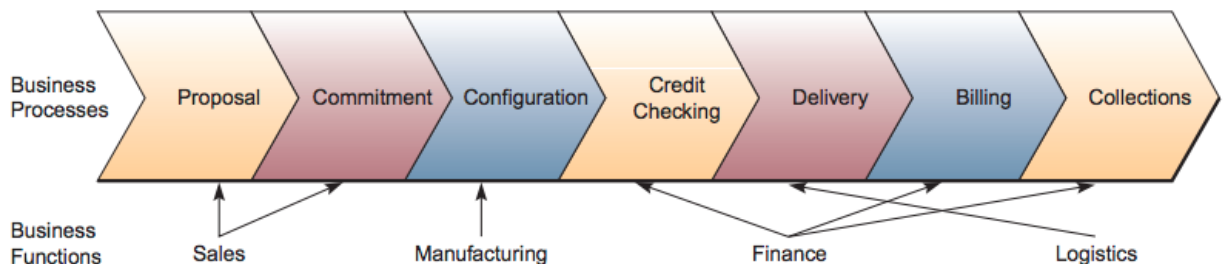 Business
Processes
Proposal
Commitment
Configuration
Credit
Checking
Delivery
Billing
Collections
Business
Functions
Sales
Manufacturing
Finance
Logistics